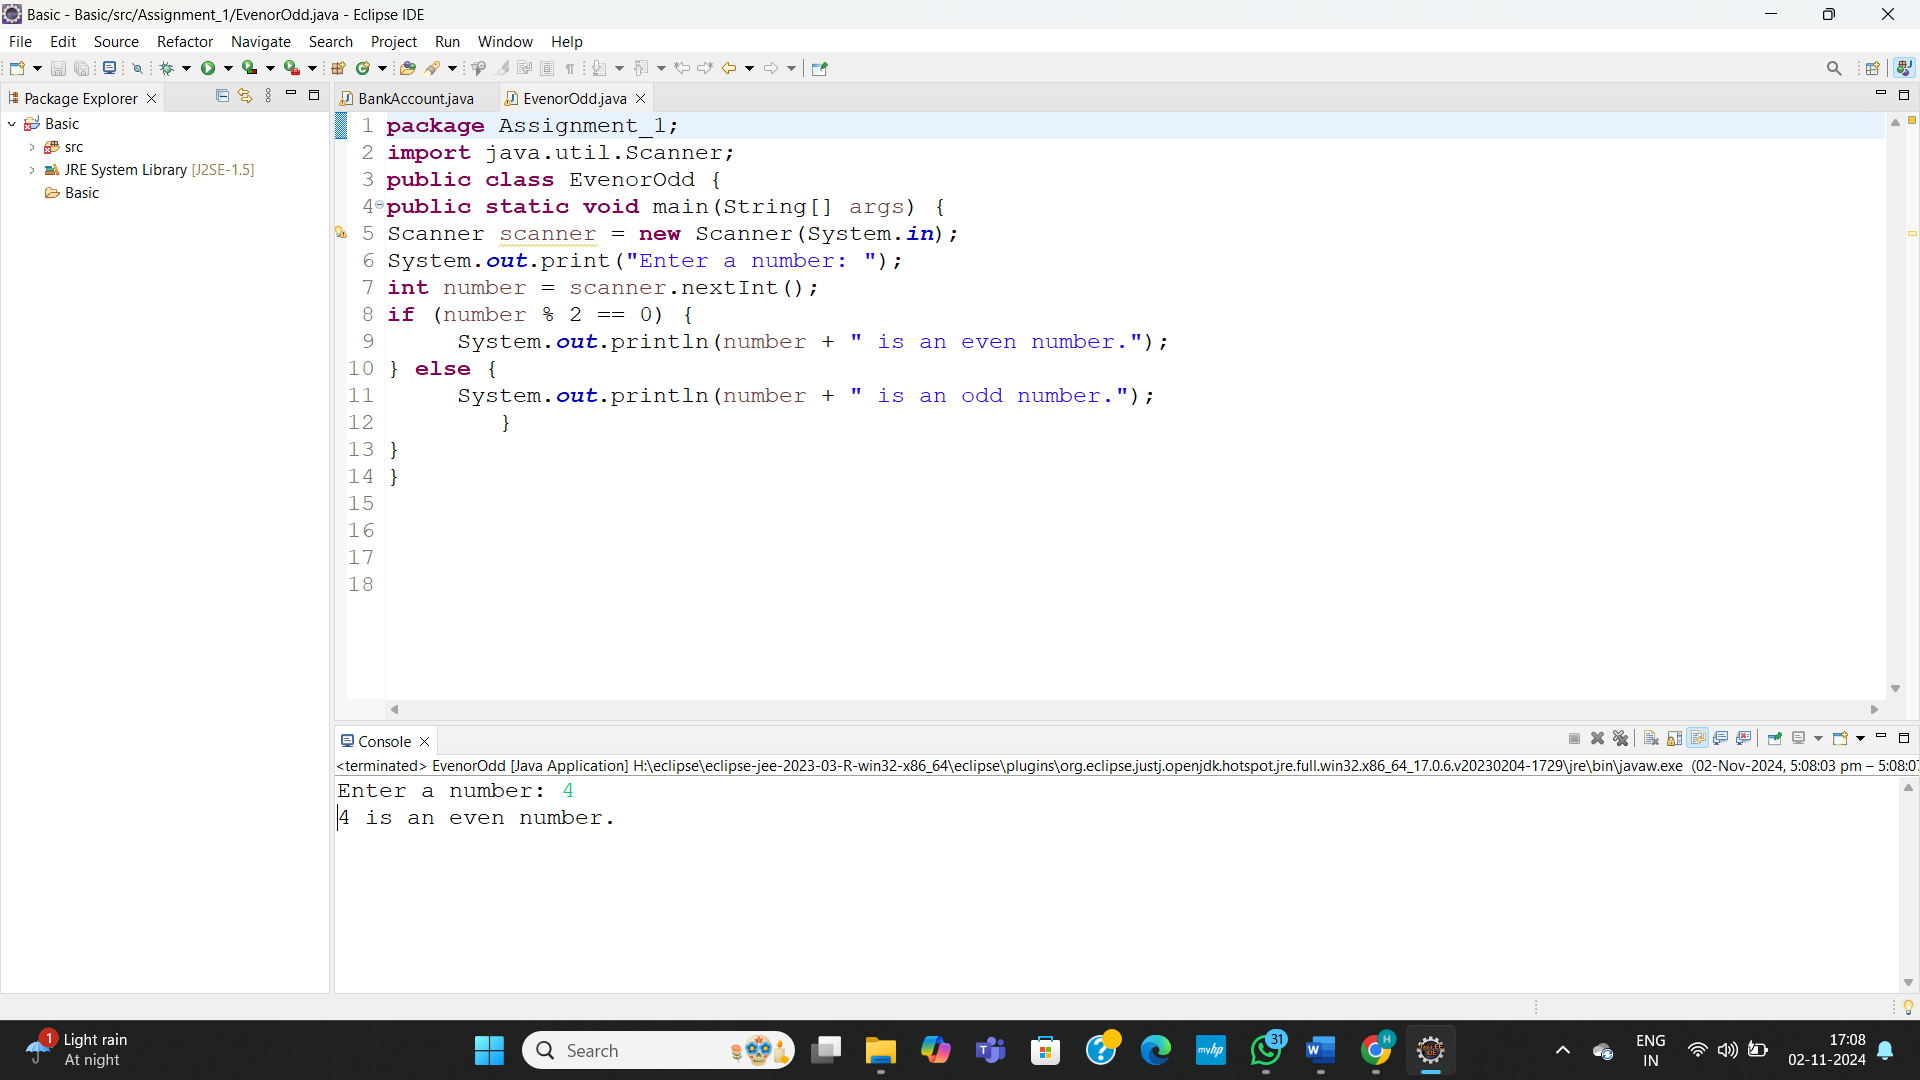 Basic - Basic/src/Assignment_1/EvenorOdd.java - Eclipse IDE
File Edit Source Refactor Navigate Search Project Run Window Help
Package Explorer
Basic
src
JRE System Library [J2SE-1.5]
Basic
BankAccount.java
EvenorOdd.java
1 package Assignment_1;
2 import java.util.Scanner;
3 public class EvenorOdd {
4 public static void main(String[] args) {
5 Scanner scanner = new Scanner(System.in);
6 System.out.print("Enter a number: ");
7 int number = scanner.nextInt();
8 if (number % 2 == 0) {
9 System.out.println(number + " is an even number.");
10 } else {
11 System.out.println(number + " is an odd number.");
12 }
13 }
14 }
15
16
17
18
Console
<terminated> EvenorOdd [Java Application] H:\eclipse\eclipse-jee-2023-03-R-win32-x86_64\eclipse\plugins\org.eclipse.justj.openjdk.hotspot.jre.full.win32.x86_64_17.0.6.v20230204-1729\jre\bin\javaw.exe (02-Nov-2024, 5:08:03 pm – 5:08:07
Enter a number: 4
4 is an even number.
1
Light rain
At night
Search
myhp
31
H
ENG
IN
17:08
02-11-2024